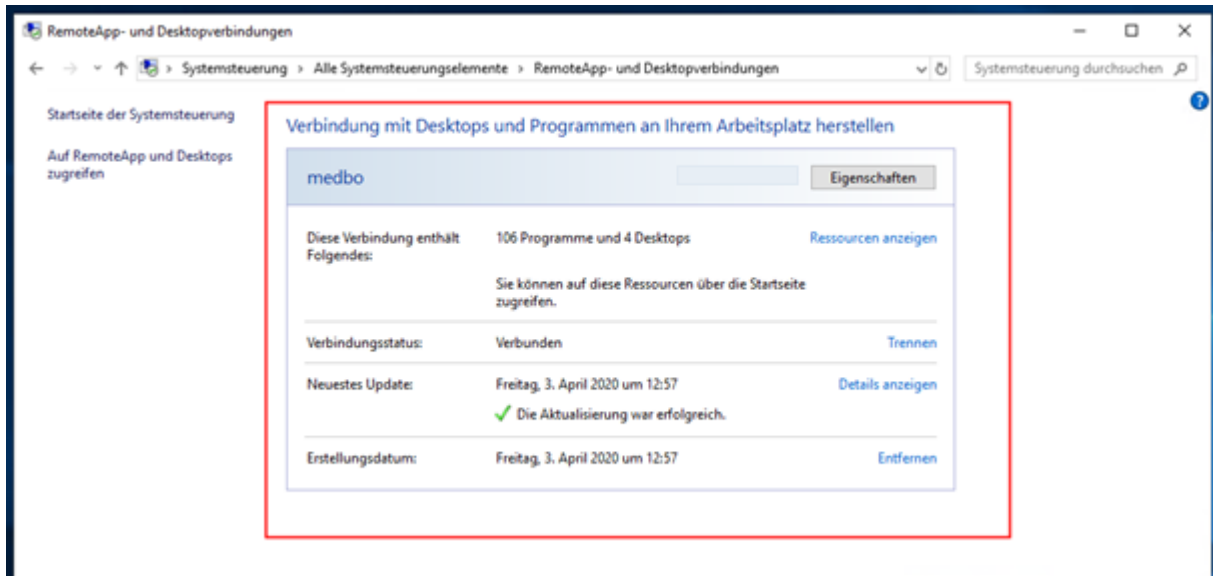 RemoteApp- und Desktopverbindungen
Systemsteuerung > Alle Systemsteuerungselemente > RemoteApp- und Desktopverbindungen
Systemsteuerung durchsuchen
Startseite der Systemsteuerung
Auf RemoteApp und Desktops
zugreifen
Verbindung mit Desktops und Programmen an Ihrem Arbeitsplatz herstellen
medbo
Eigenschaften
Diese Verbindung enthält
Folgendes:
106 Programme und 4 Desktops
Ressourcen anzeigen
Sie können auf diese Ressourcen über die Startseite
zugreifen.
Verbindungsstatus:
Verbunden
Trennen
Neuestes Update:
Freitag, 3. April 2020 um 12:57
Details anzeigen
Die Aktualisierung war erfolgreich.
Erstellungsdatum:
Freitag, 3. April 2020 um 12:57
Entfernen